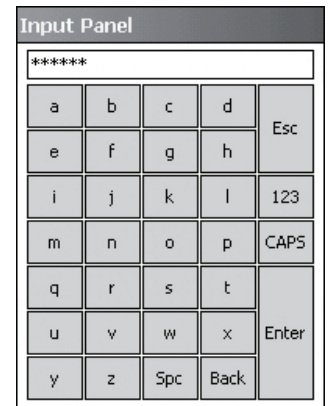 Input Panel
******
a b c d Esc
e f g h
i j k l 123
m n o p CAPS
q r s t
u v w x Enter
y z Spc Back